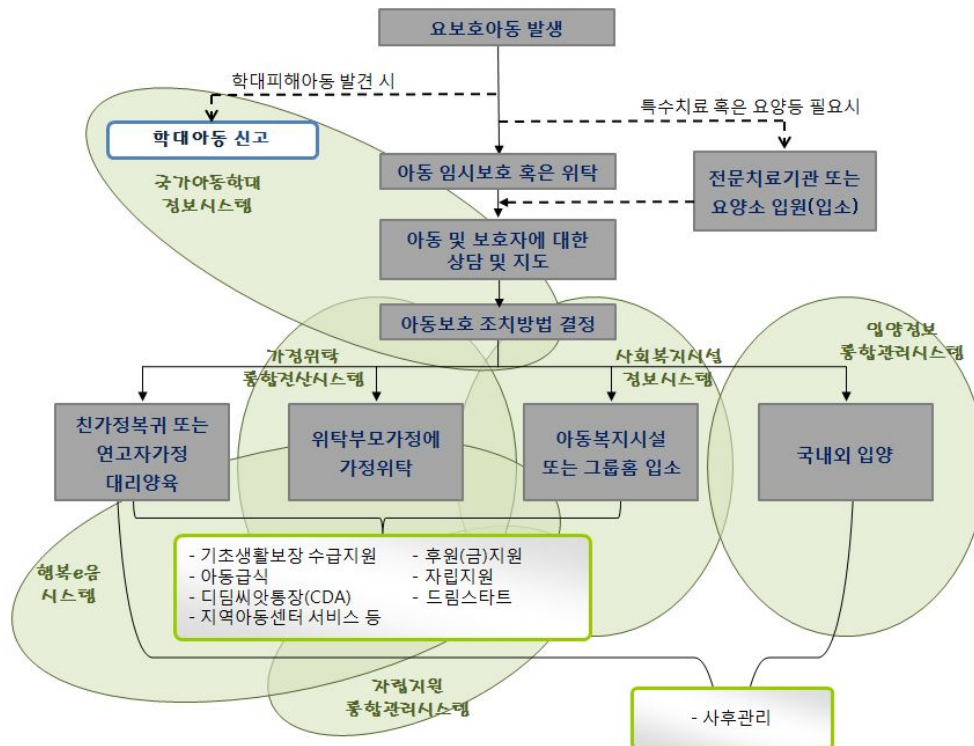 요보호아동 발생
학대피해아동 발견 시
특수치료 혹은 요양등 필요시
학대아동 신고
아동 임시보호 혹은 위탁
전문치료기관 또는
요양소 입원(입소)
국가아동학대
정보시스템
아동 및 보호자에 대한
상담 및 지도
아동보호 조치방법 결정
가정위탁
통합전산시스템
사회복지시설
정보시스템
입양정보
통합관리시스템
친가정복귀 또는
연고자가정
대리양육
위탁부모가정에
가정위탁
아동복지시설
또는 그룹홈 입소
국내외 입양
행복e음
시스템
- 기초생활보장 수급지원
- 아동급식
- 디딤씨앗통장(CDA)
- 지역아동센터 서비스 등
- 후원(금)지원
- 자립지원
- 드림스타트
자립지원
통합관리시스템
- 사후관리